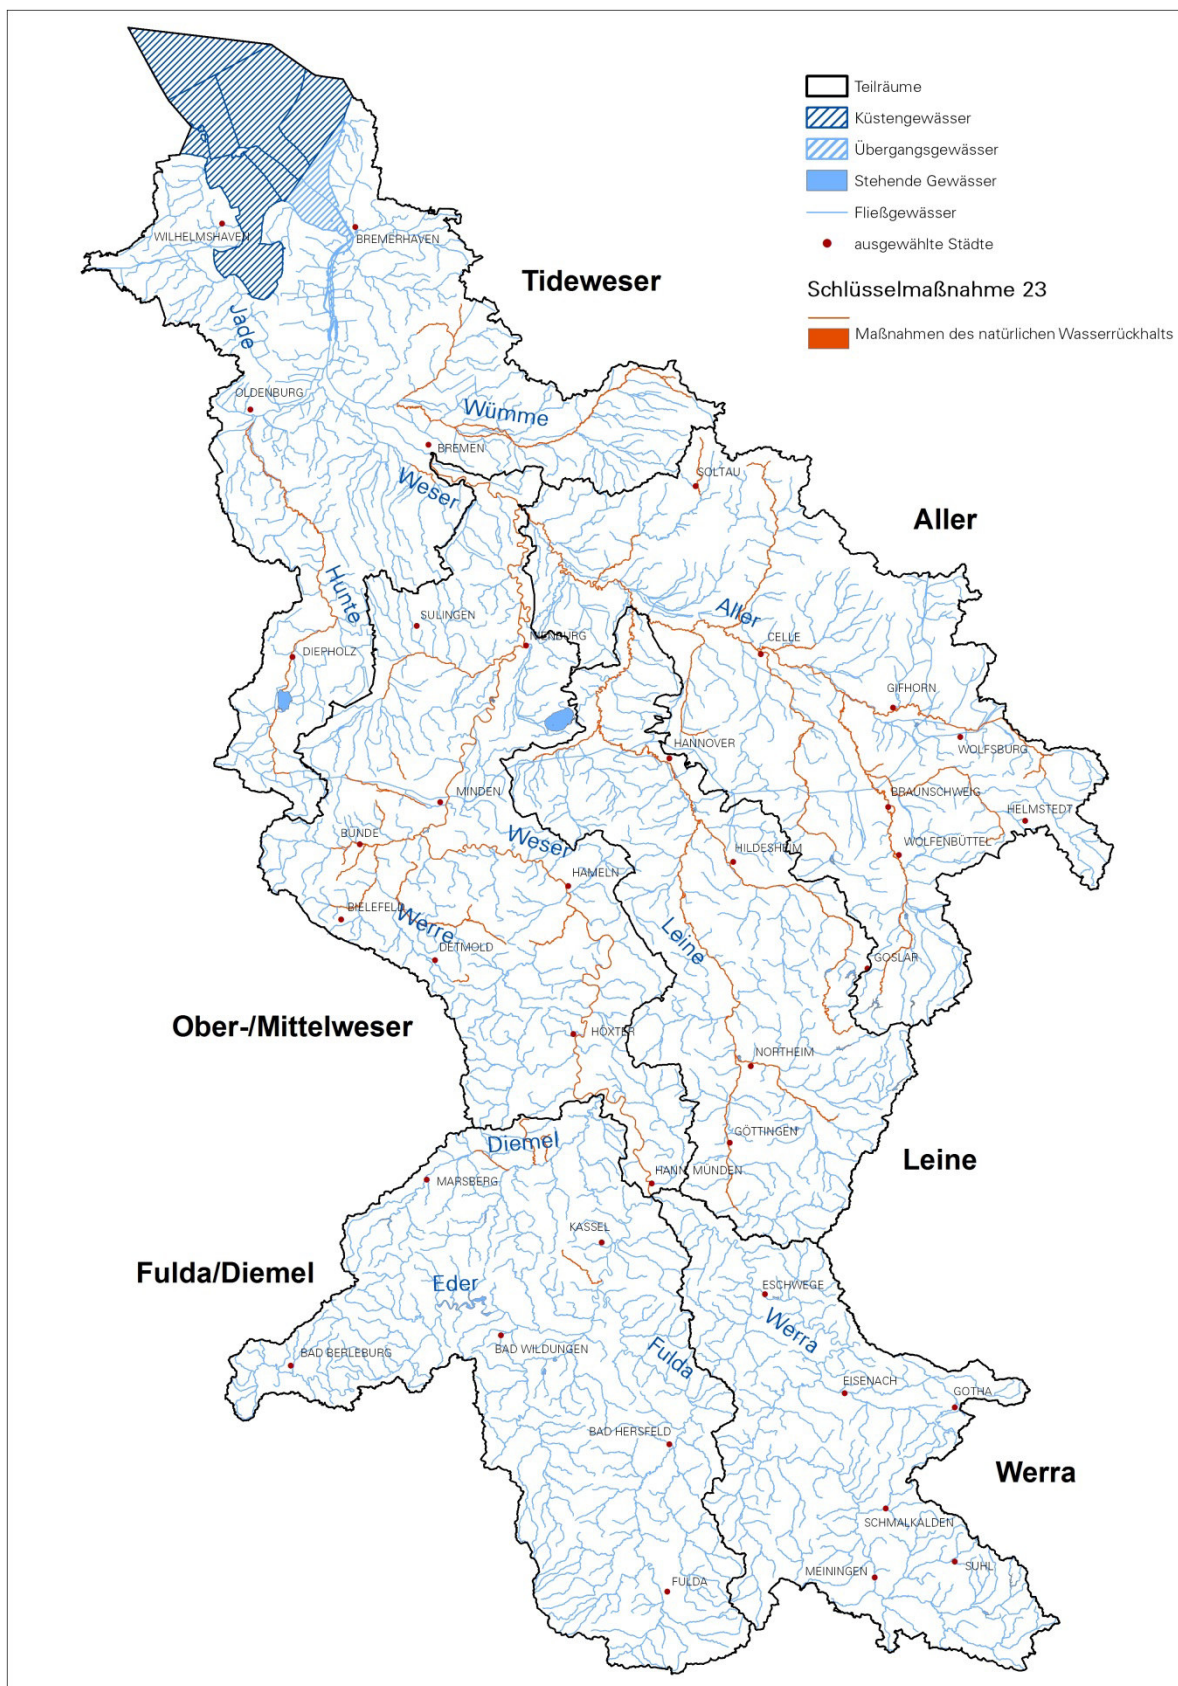 Teilräume
Küstengewässer
Übergangsgewässer
Stehende Gewässer
Fließgewässer
ausgewählte Städte
Schlüsselmaßnahme 23
Maßnahmen des natürlichen Wasserrückhalts
WILHELMSHAVEN
BREMERHAVEN
Tideweser
Jade
OLDENBURG
Wümme
BREMEN
SOLTAU
Weser
Aller
Hunte
Aller
SULINGEN
NIENBURG
CELLE
DIEPHOLZ
GIFHORN
HANNOVER
WOLFSBURG
MINDEN
BRAUNSCHWEIG
HELMSTEDT
BÜNDE
Weser
HILDESHEIM
WOLFENBÜTTEL
HAMELN
BIELEFELD
Werre
Leine
DETMOLD
GOSLAR
Ober-/Mittelweser
HÖXTER
NORTHEIM
GÖTTINGEN
Diemel
Leine
MARSBERG
HANN. MÜNDEN
KASSEL
Fulda/Diemel
Eder
ESCHWEGE
Werra
BAD WILDUNGEN
Fulda
BAD BERLEBURG
EISENACH
GOTHA
BAD HERSFELD
Werra
SCHMALKALDEN
SUHL
MEININGEN
FULDA